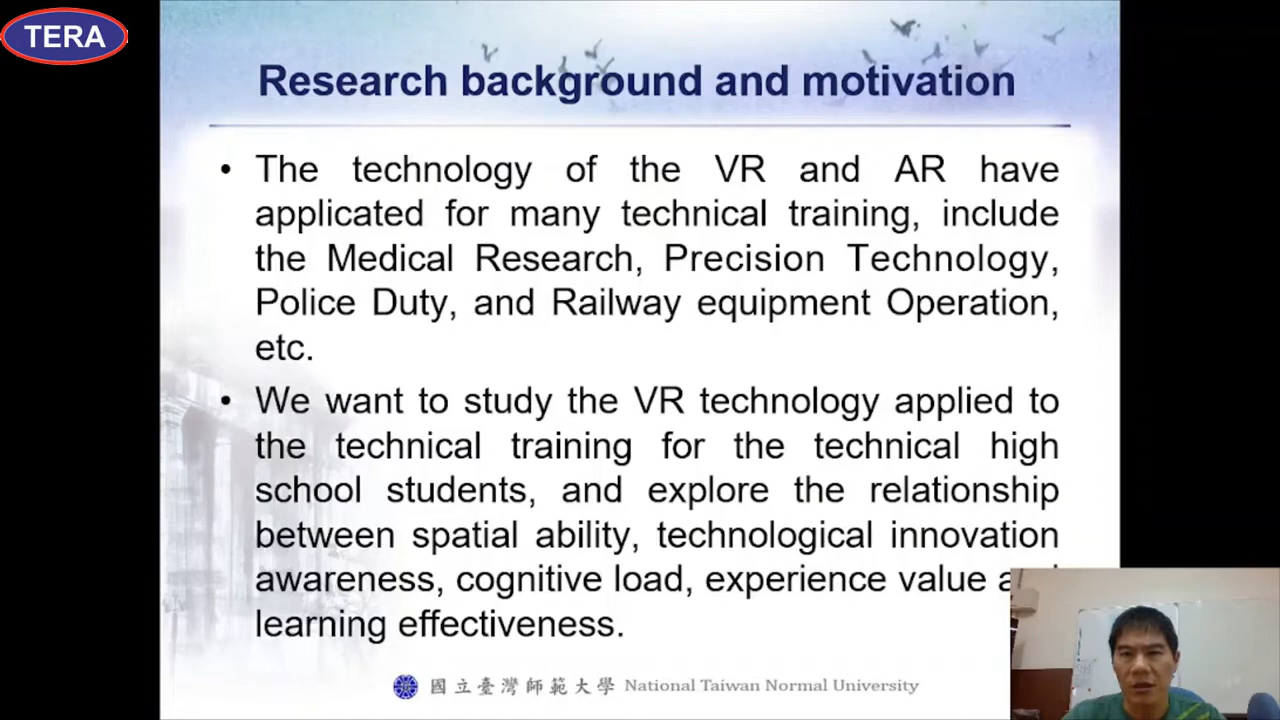 TERA
Research background and motivation
• The technology of the VR and AR have
applicated for many technical training, include
the Medical Research, Precision Technology,
Police Duty, and Railway equipment Operation,
etc.
• We want to study the VR technology applied to
the technical training for the technical high
school students, and explore the relationship
between spatial ability, technological innovation
awareness, cognitive load, experience value
learning effectiveness.
國立臺灣師範大學 National Taiwan Normal University